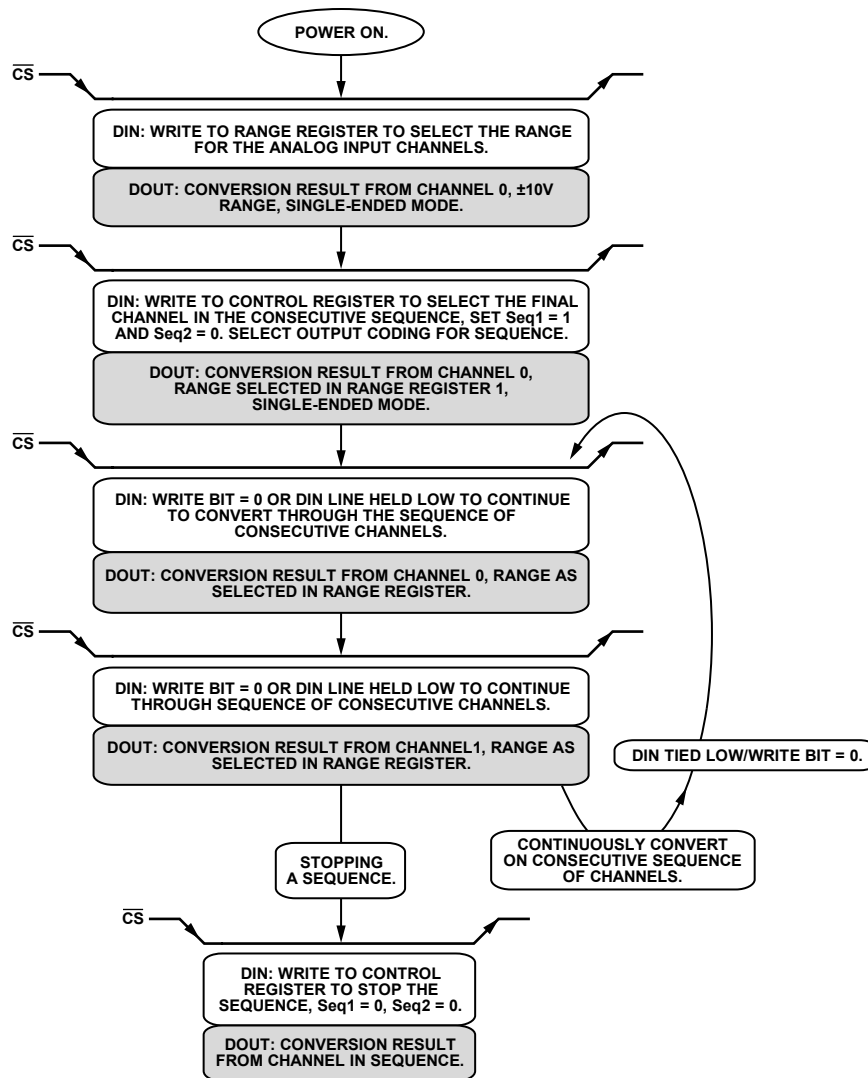 POWER ON.
CS
DIN: WRITE TO RANGE REGISTER TO SELECT THE RANGE
FOR THE ANALOG INPUT CHANNELS.
DOUT: CONVERSION RESULT FROM CHANNEL 0, ±10V
RANGE, SINGLE-ENDED MODE.
CS
DIN: WRITE TO CONTROL REGISTER TO SELECT THE FINAL
CHANNEL IN THE CONSECUTIVE SEQUENCE, SET Seq1 = 1
AND Seq2 = 0. SELECT OUTPUT CODING FOR SEQUENCE.
DOUT: CONVERSION RESULT FROM CHANNEL 0,
RANGE SELECTED IN RANGE REGISTER 1,
SINGLE-ENDED MODE.
CS
DIN: WRITE BIT = 0 OR DIN LINE HELD LOW TO CONTINUE
TO CONVERT THROUGH THE SEQUENCE OF
CONSECUTIVE CHANNELS.
DOUT: CONVERSION RESULT FROM CHANNEL 0, RANGE AS
SELECTED IN RANGE REGISTER.
CS
DIN: WRITE BIT = 0 OR DIN LINE HELD LOW TO CONTINUE
THROUGH SEQUENCE OF CONSECUTIVE CHANNELS.
DOUT: CONVERSION RESULT FROM CHANNEL1, RANGE AS
SELECTED IN RANGE REGISTER.
DIN TIED LOW/WRITE BIT = 0.
CONTINUOUSLY CONVERT
ON CONSECUTIVE SEQUENCE
OF CHANNELS.
STOPPING
A SEQUENCE.
CS
DIN: WRITE TO CONTROL
REGISTER TO STOP THE
SEQUENCE, Seq1 = 0, Seq2 = 0.
DOUT: CONVERSION RESULT
FROM CHANNEL IN SEQUENCE.